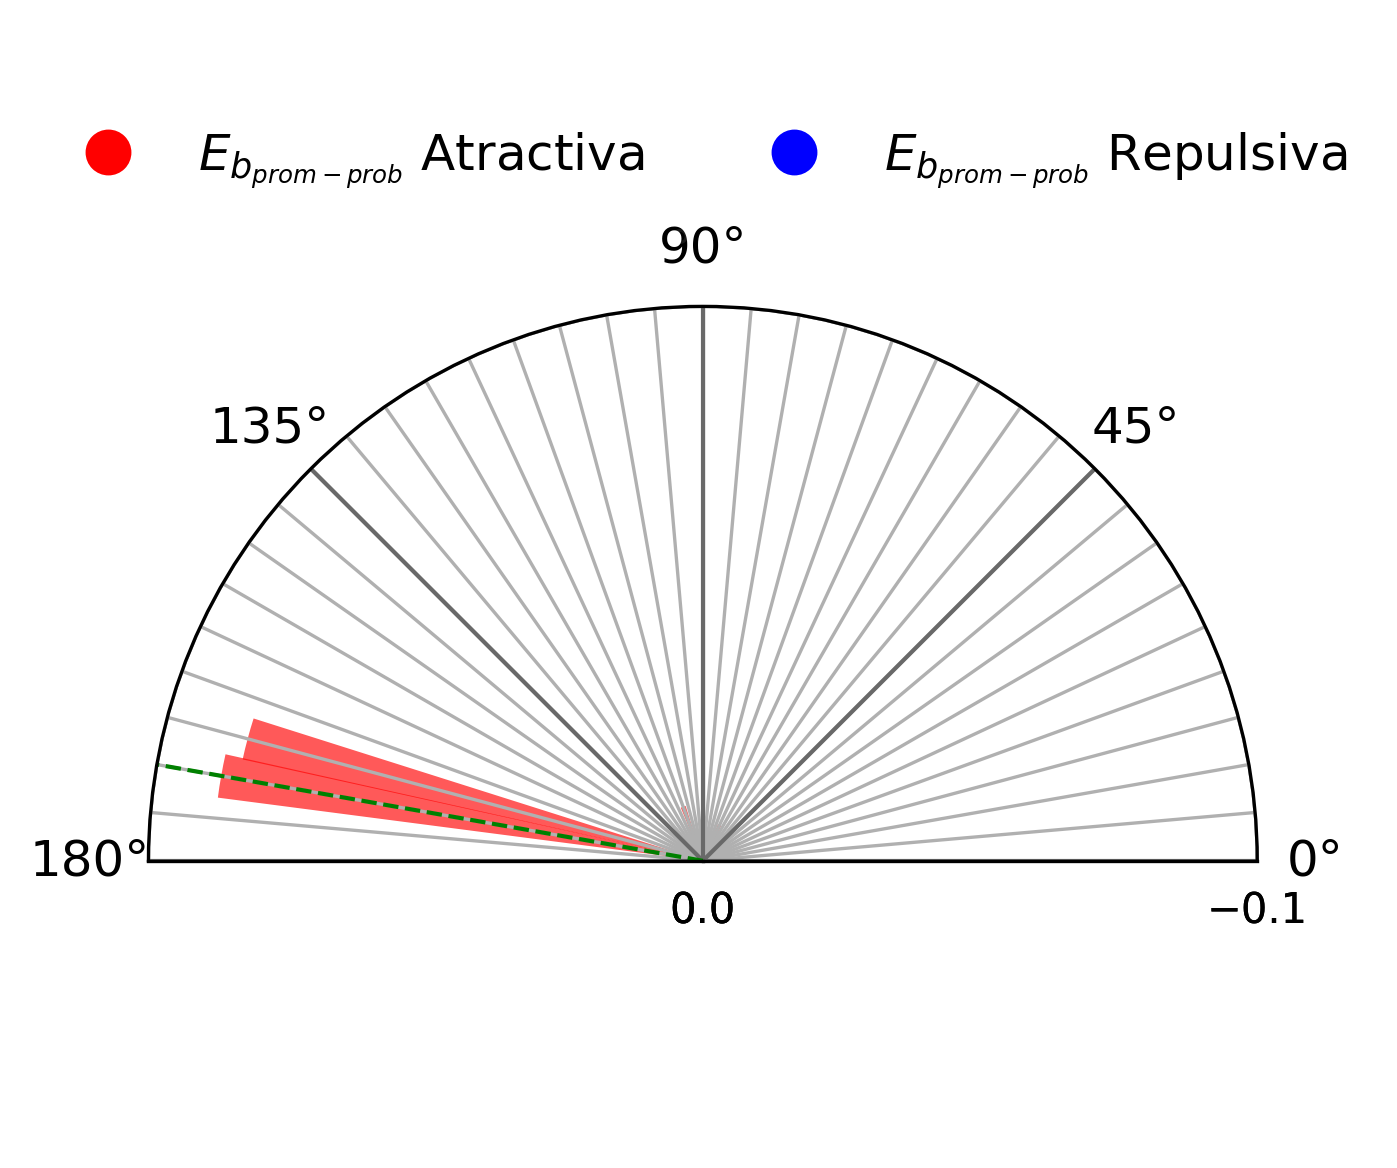 E_{b_{prom−prob}} Atractiva E_{b_{prom−prob}} Repulsiva
90°
135° 45°
180° 0°
0.0 −0.1